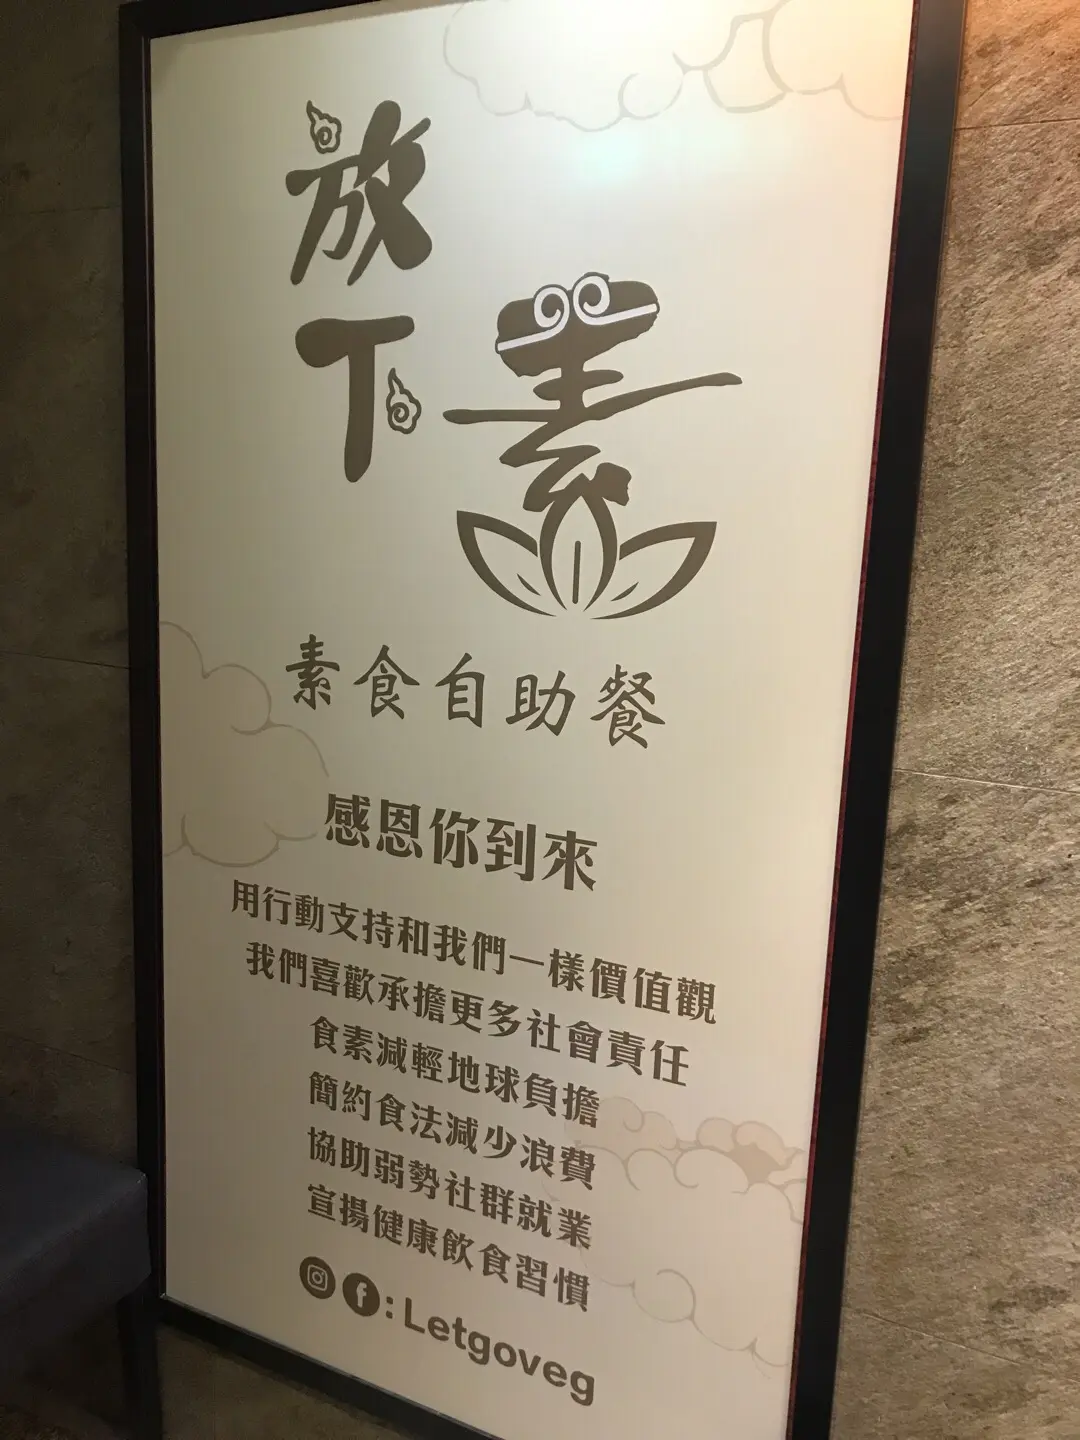 放下
素
素食自助餐
感恩你到來
用行動支持和我們一樣價值觀
我們喜歡承擔更多社會責任
食素減輕地球負擔
簡約食法減少浪費
協助弱勢社群就業
宣揚健康飲食習慣
: Letgoveg